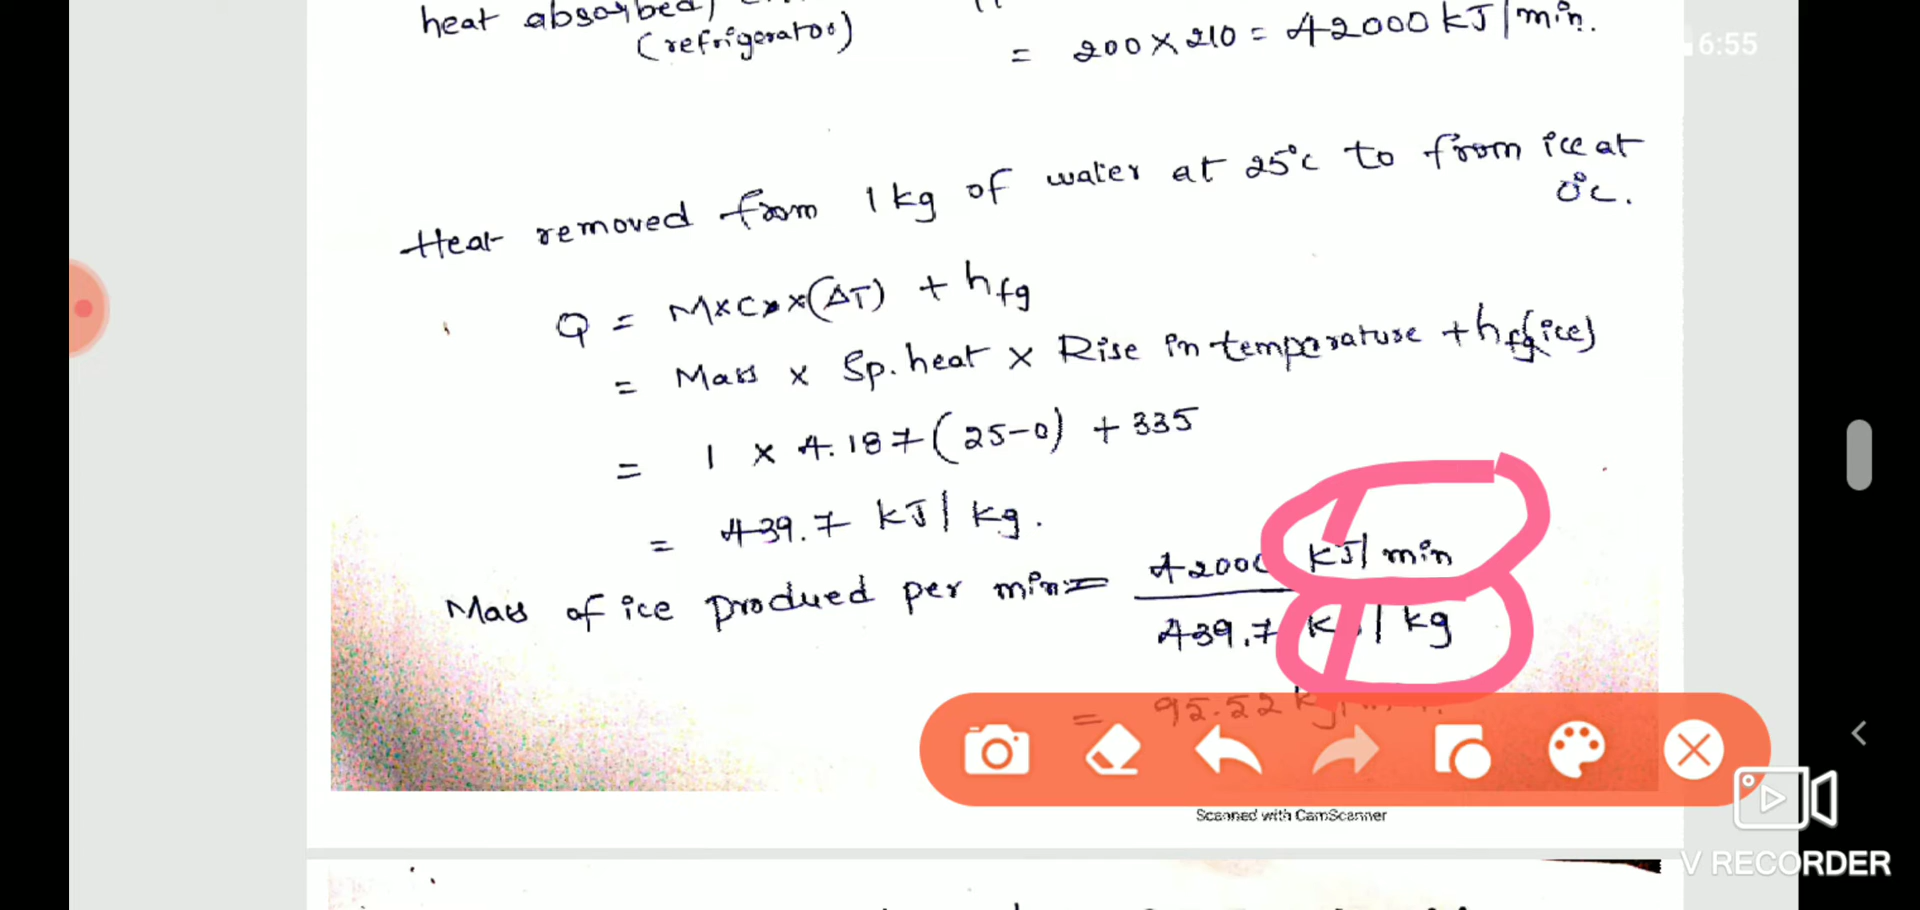 heat absorbed)
(refrigerator)
= 200 × 210 = 42000 kJ/min.
6:55
Heat removed from 1 kg of water at 25°c to from ice at
0°c.
Q = M×C××(ΔT) + hfg
= Mass × Sp. heat × Rise in temperature + hfg(ice)
= 1 × 4.187(25-0) + 335
= 439.7 kJ/kg.
Mass of ice produed per min = 42000 kJ/min
439.7 kJ/kg
= 95.52 kg/min.
Scanned with CamScanner
V RECORDER